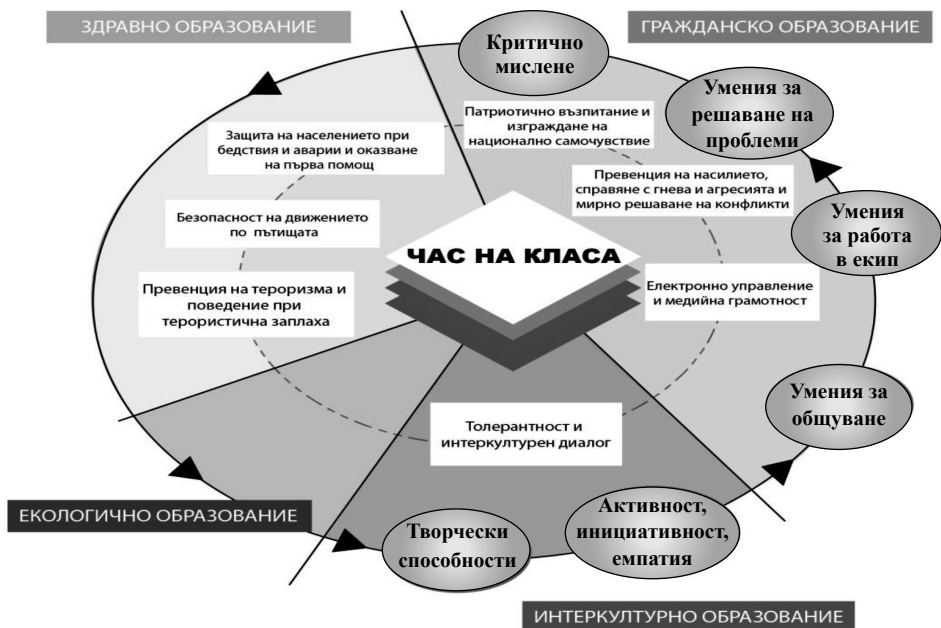 ЗДРАВНО ОБРАЗОВАНИЕ
ГРАЖДАНСКО ОБРАЗОВАНИЕ
Критично
мислене
Умения за
решаване на
проблеми
Патриотично възпитание и
изграждане на
национално самочувствие
Защита на населението при
бедствия и аварии и оказване
на първа помощ
Превенция на насилието,
справяне с гнева и агресията и
мирно решаване на конфликти
Умения
за работа
в екип
Безопасност на движението
по пътищата
ЧАС НА КЛАСА
Превенция на тероризма и
поведение при
терористична заплаха
Електронно управление
и медийна грамотност
Умения за
общуване
Толерантност и
интеркултурен диалог
ЕКОЛОГИЧНО ОБРАЗОВАНИЕ
Творчески
способности
Активност,
инициативност,
емпатия
ИНТЕРКУЛТУРНО ОБРАЗОВАНИЕ